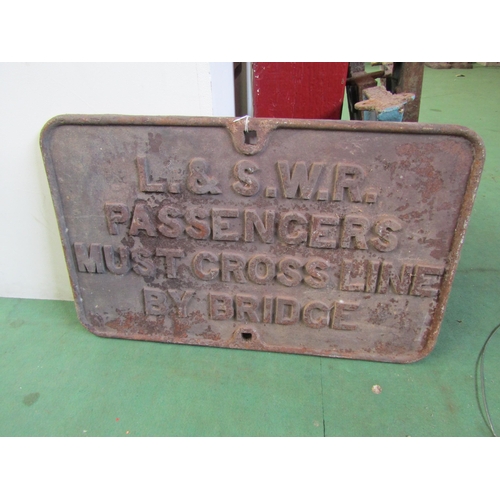 L. & S.W.R.
PASSENGERS
MUST CROSS LINE
BY BRIDGE